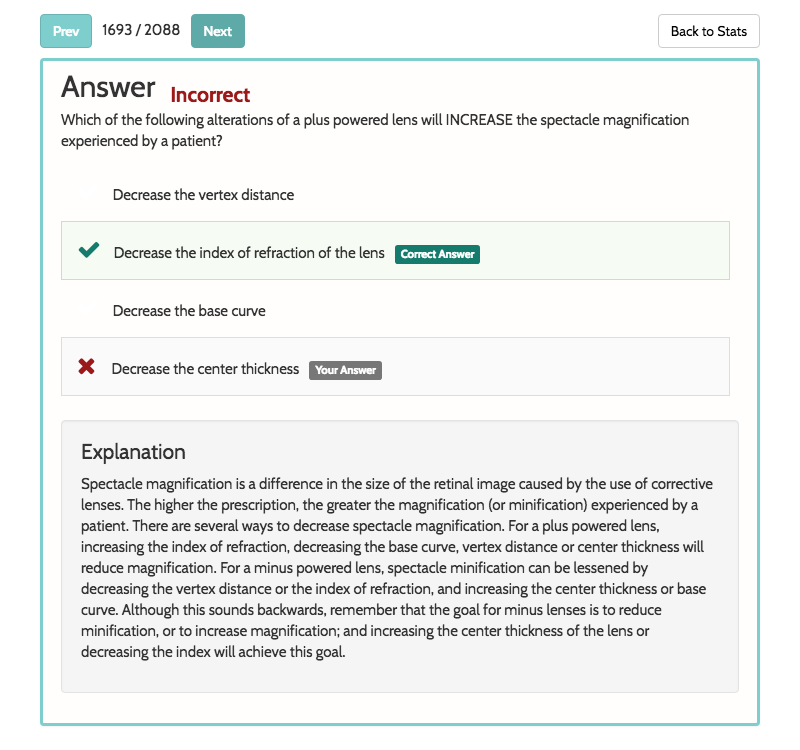 Prev 1693 / 2088 Next Back to Stats
Answer Incorrect
Which of the following alterations of a plus powered lens will INCREASE the spectacle magnification
experienced by a patient?
Decrease the vertex distance
Decrease the index of refraction of the lens Correct Answer
Decrease the base curve
Decrease the center thickness Your Answer
Explanation
Spectacle magnification is a difference in the size of the retinal image caused by the use of corrective
lenses. The higher the prescription, the greater the magnification (or minification) experienced by a
patient. There are several ways to decrease spectacle magnification. For a plus powered lens,
increasing the index of refraction, decreasing the base curve, vertex distance or center thickness will
reduce magnification. For a minus powered lens, spectacle minification can be lessened by
decreasing the vertex distance or the index of refraction, and increasing the center thickness or base
curve. Although this sounds backwards, remember that the goal for minus lenses is to reduce
minification, or to increase magnification; and increasing the center thickness of the lens or
decreasing the index will achieve this goal.